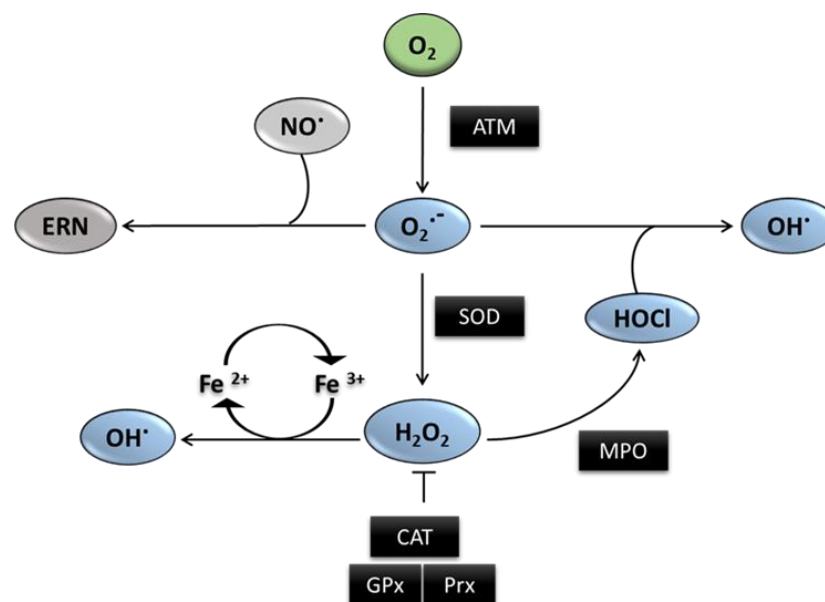 O₂
ATM
NO•
ERN
O₂•⁻
OH•
SOD
HOCl
Fe ²⁺
Fe ³⁺
OH•
H₂O₂
MPO
CAT
GPx
Prx